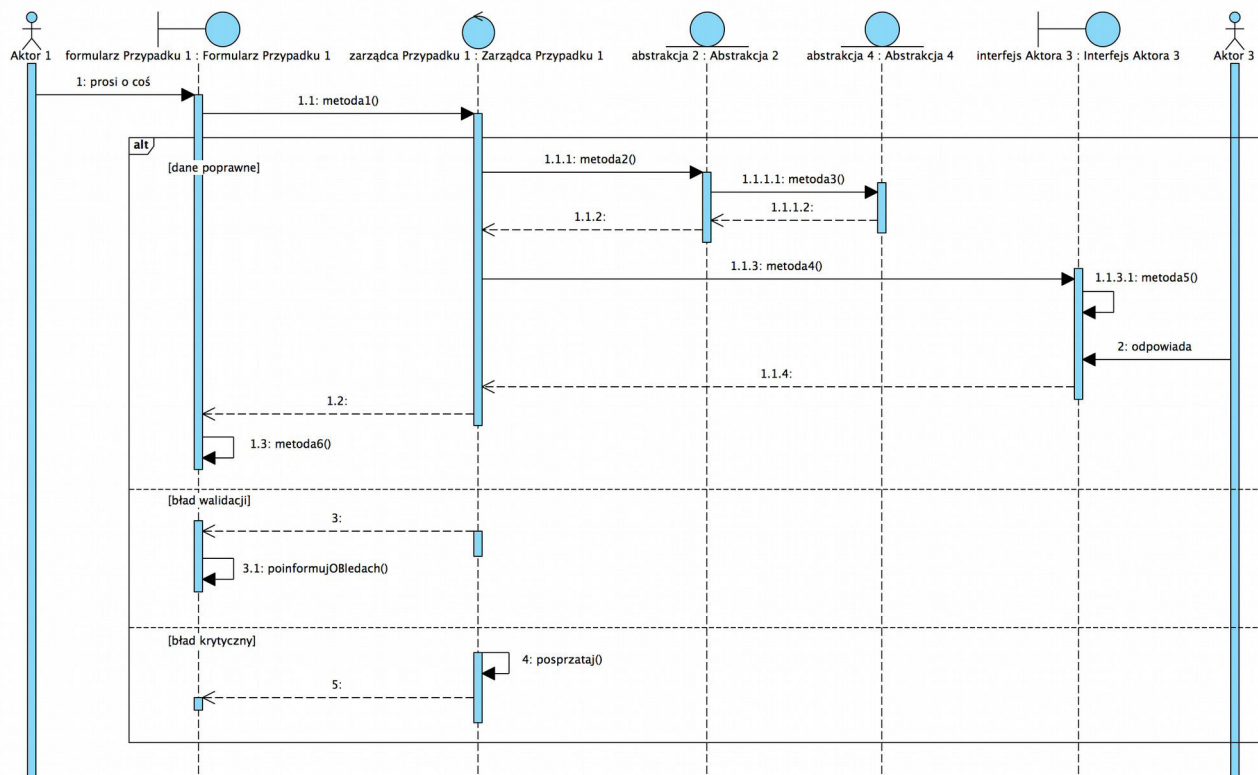 Aktor 1
formularz Przypadku 1 : Formularz Przypadku 1
zarządca Przypadku 1 : Zarządca Przypadku 1
abstrakcja 2 : Abstrakcja 2
abstrakcja 4 : Abstrakcja 4
interfejs Aktora 3 : Interfejs Aktora 3
Aktor 3
1: prosi o coś
1.1: metoda1()
alt
[dane poprawne]
1.1.1: metoda2()
1.1.1.1: metoda3()
1.1.1.2:
1.1.2:
1.1.3: metoda4()
1.1.3.1: metoda5()
2: odpowiada
1.1.4:
1.2:
1.3: metoda6()
[bład walidacji]
3:
3.1: poinformujOBledach()
[bład krytyczny]
4: posprzataj()
5: